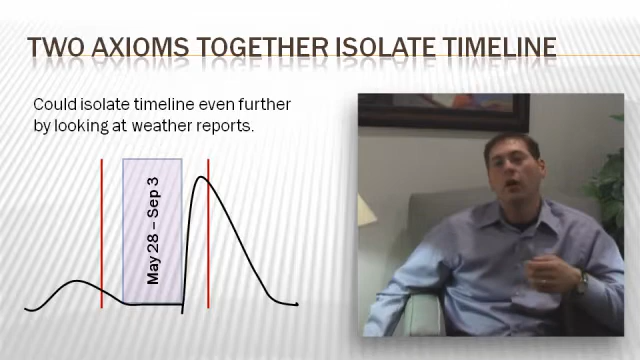 TWO AXIOMS TOGETHER ISOLATE TIMELINE
Could isolate timeline even further
by looking at weather reports.
May 28 – Sep 3